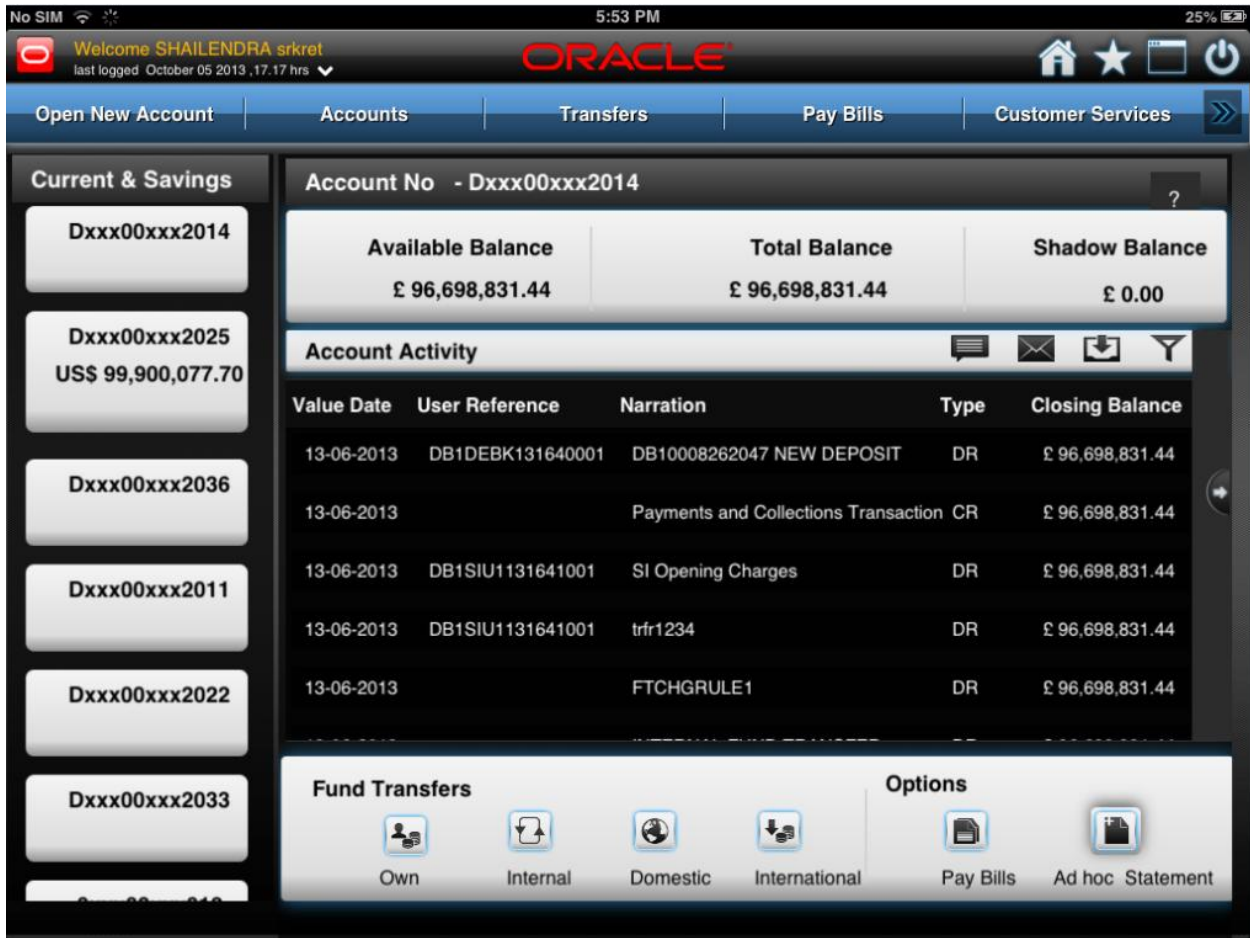 No SIM 5:53 PM 25%
Welcome SHAILENDRA srkret
last logged October 05 2013 ,17.17 hrs
ORACLE
Open New Account Accounts Transfers Pay Bills Customer Services
Current & Savings
Dxxx00xxx2014
Dxxx00xxx2025
US$ 99,900,077.70
Dxxx00xxx2036
Dxxx00xxx2011
Dxxx00xxx2022
Dxxx00xxx2033
Account No - Dxxx00xxx2014
?
Available Balance Total Balance Shadow Balance
£ 96,698,831.44 £ 96,698,831.44 £ 0.00
Account Activity
Value Date User Reference Narration Type Closing Balance
13-06-2013 DB1DEBK131640001 DB10008262047 NEW DEPOSIT DR £ 96,698,831.44
13-06-2013 Payments and Collections Transaction CR £ 96,698,831.44
13-06-2013 DB1SIU1131641001 SI Opening Charges DR £ 96,698,831.44
13-06-2013 DB1SIU1131641001 trfr1234 DR £ 96,698,831.44
13-06-2013 FTCHGRULE1 DR £ 96,698,831.44
Fund Transfers Options
Own Internal Domestic International Pay Bills Ad hoc Statement